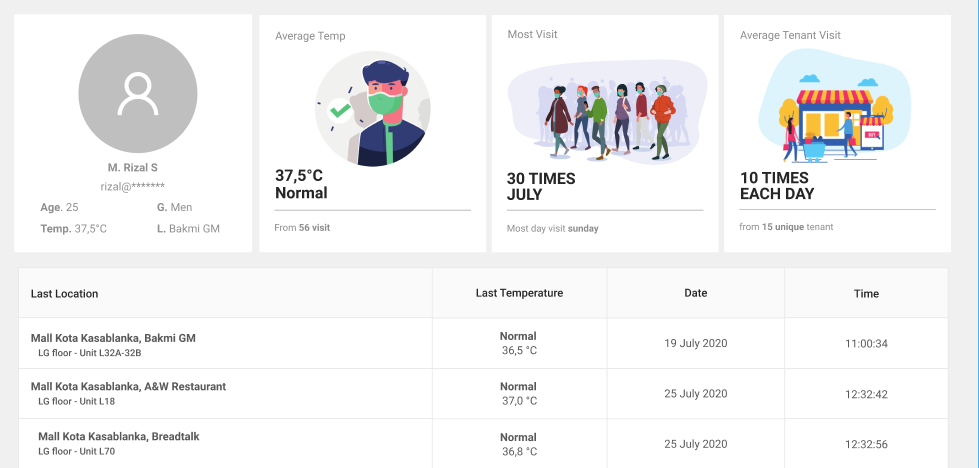 M. Rizal S
rizal@*******
Age. 25
G. Men
Temp. 37,5°C
L. Bakmi GM
Average Temp
37,5°C
Normal
From 56 visit
Most Visit
30 TIMES
JULY
Most day visit sunday
Average Tenant Visit
10 TIMES
EACH DAY
from 15 unique tenant
Last Location
Last Temperature
Date
Time
Mall Kota Kasablanka, Bakmi GM
LG floor - Unit L32A-32B
Normal
36,5 °C
19 July 2020
11:00:34
Mall Kota Kasablanka, A&W Restaurant
LG floor - Unit L18
Normal
37,0 °C
25 July 2020
12:32:42
Mall Kota Kasablanka, Breadtalk
LG floor - Unit L70
Normal
36,8 °C
25 July 2020
12:32:56